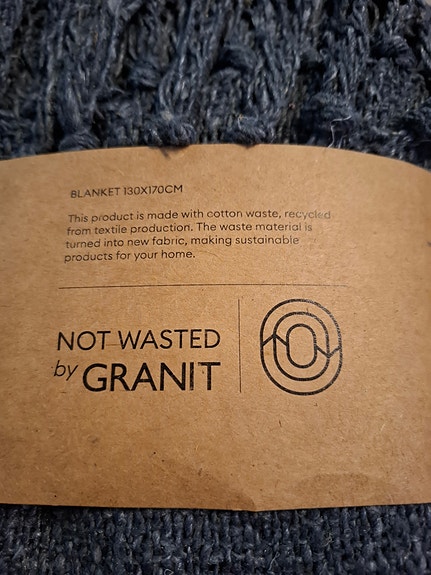 BLANKET 130X170CM
This product is made with cotton waste, recycled
from textile production. The waste material is
turned into new fabric, making sustainable
products for your home.
NOT WASTED
by GRANIT